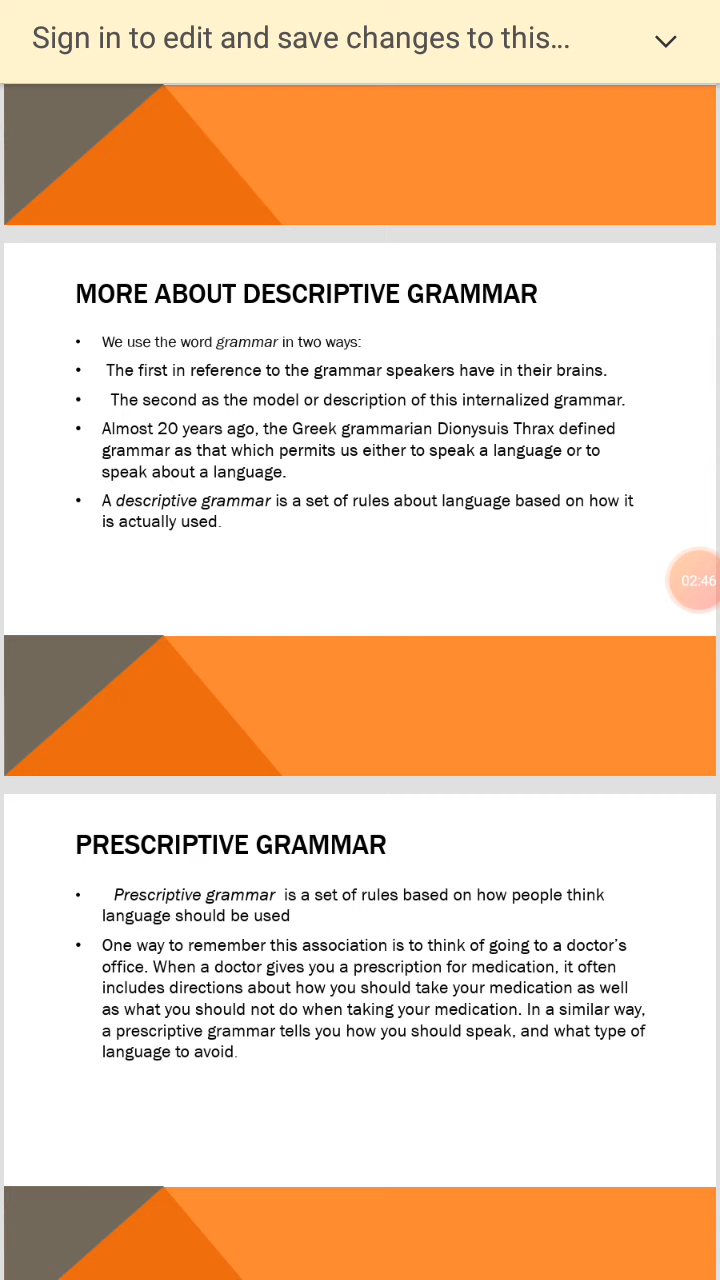 Sign in to edit and save changes to this...
MORE ABOUT DESCRIPTIVE GRAMMAR
• We use the word grammar in two ways:
• The first in reference to the grammar speakers have in their brains.
• The second as the model or description of this internalized grammar.
• Almost 20 years ago, the Greek grammarian Dionysuis Thrax defined
grammar as that which permits us either to speak a language or to
speak about a language.
• A descriptive grammar is a set of rules about language based on how it
is actually used.
02:46
PRESCRIPTIVE GRAMMAR
• Prescriptive grammar is a set of rules based on how people think
language should be used
• One way to remember this association is to think of going to a doctor’s
office. When a doctor gives you a prescription for medication, it often
includes directions about how you should take your medication as well
as what you should not do when taking your medication. In a similar way,
a prescriptive grammar tells you how you should speak, and what type of
language to avoid.